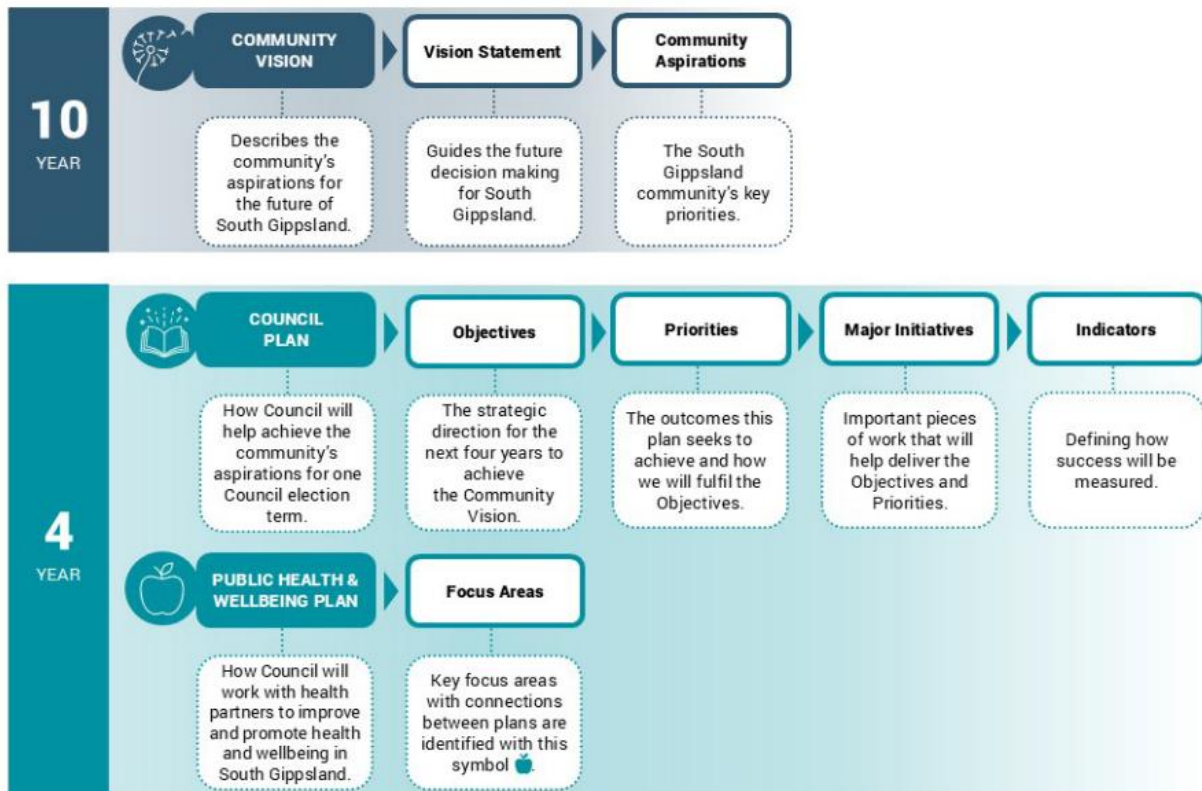 10
YEAR
COMMUNITY
VISION
Vision Statement
Community
Aspirations
Describes the
community's
aspirations for
the future of
South Gippsland.
Guides the future
decision making
for South
Gippsland.
The South
Gippsland
community's key
priorities.
4
YEAR
COUNCIL
PLAN
Objectives
Priorities
Major Initiatives
Indicators
How Council will
help achieve the
community's
aspirations for one
Council election
term.
The strategic
direction for the
next four years to
achieve
the Community
Vision.
The outcomes this
plan seeks to
achieve and how
we will fulfil the
Objectives.
Important pieces
of work that will
help deliver the
Objectives and
Priorities.
Defining how
success will be
measured.
PUBLIC HEALTH &
WELLBEING PLAN
Focus Areas
How Council will
work with health
partners to improve
and promote health
and wellbeing in
South Gippsland.
Key focus areas
with connections
between plans are
identified with this
symbol .